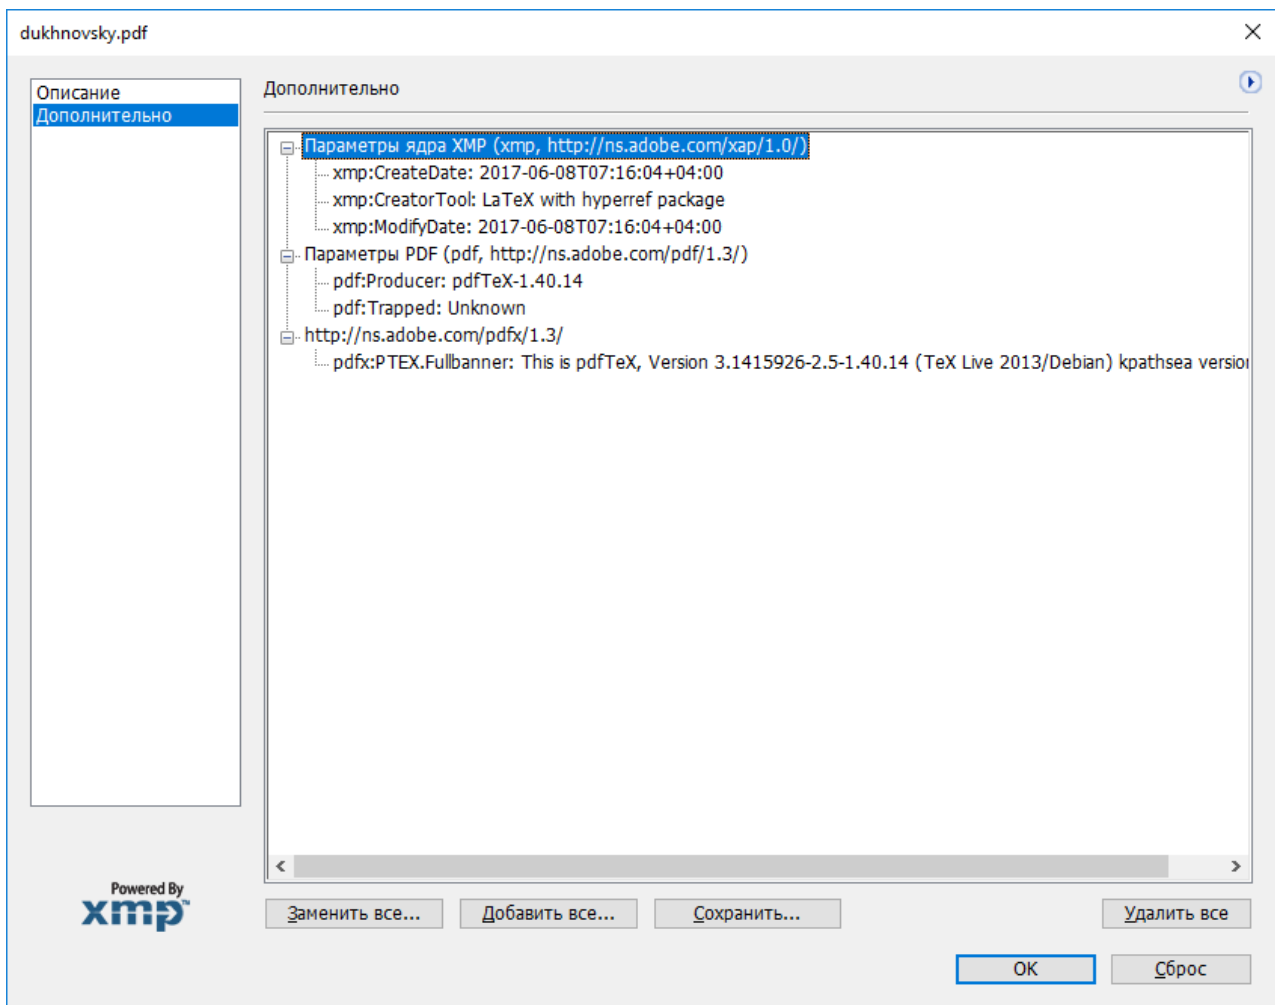 dukhnovsky.pdf
Описание
Дополнительно
Дополнительно
Параметры ядра XMP (xmp, http://ns.adobe.com/xap/1.0/)
xmp:CreateDate: 2017-06-08T07:16:04+04:00
xmp:CreatorTool: LaTeX with hyperref package
xmp:ModifyDate: 2017-06-08T07:16:04+04:00
Параметры PDF (pdf, http://ns.adobe.com/pdf/1.3/)
pdf:Producer: pdfTeX-1.40.14
pdf:Trapped: Unknown
http://ns.adobe.com/pdfx/1.3/
pdfx:PTEX.Fullbanner: This is pdfTeX, Version 3.1415926-2.5-1.40.14 (TeX Live 2013/Debian) kpathsea versio
Powered By
xmp™
Заменить все...
Добавить все...
Сохранить...
Удалить все
OK
Сброс